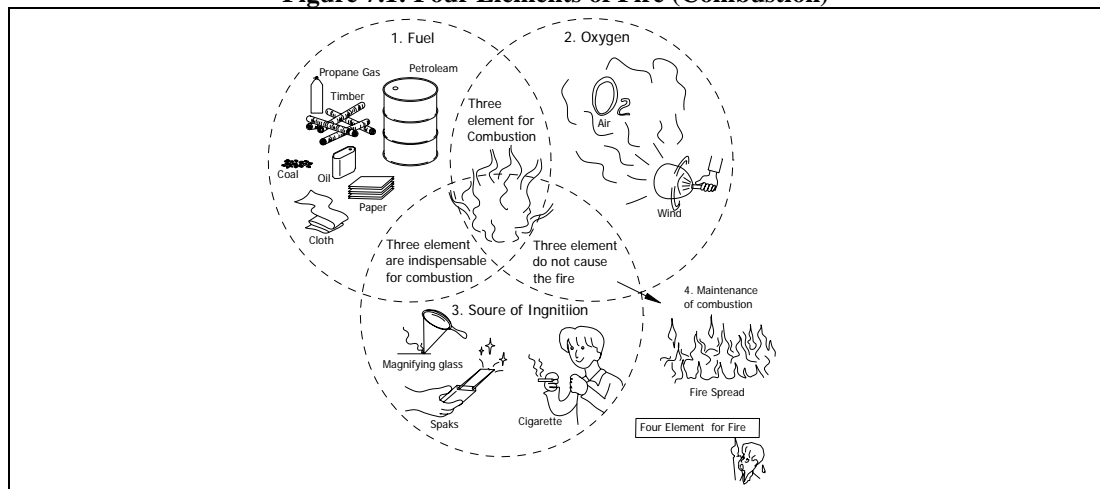 Figure 7.1. Four Elements of Fire (Combustion)
1. Fuel
2. Oxygen
Propane Gas
Petroleam
Timber
Three
element for
Combustion
2
Air
Coal
Oil
Paper
Wind
Cloth
Three element
are indispensable
for combustion
Three element
do not cause
the fire
4. Maintenance
of combustion
3. Soure of Ingnitiion
Magnifying glass
Spaks
Cigarette
Fire Spread
Four Element for Fire